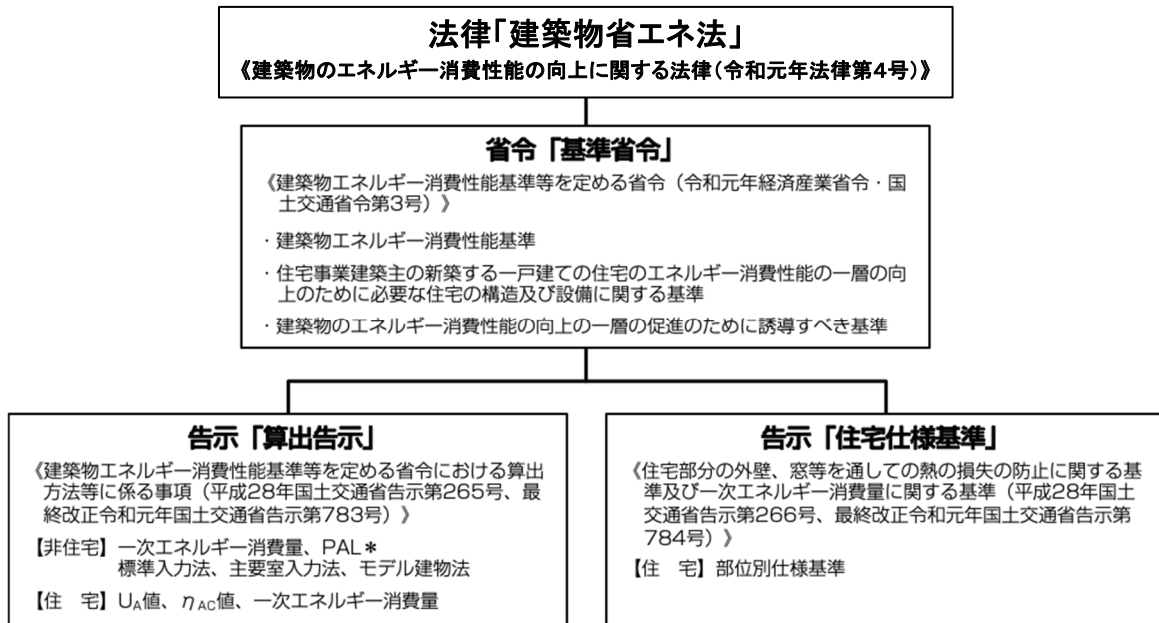 法律「建築物省エネ法」
《建築物のエネルギー消費性能の向上に関する法律(令和元年法律第4号)》
省令「基準省令」
《建築物エネルギー消費性能基準等を定める省令（令和元年経済産業省令・国
土交通省令第3号）》
・建築物エネルギー消費性能基準
・住宅事業建築主の新築する一戸建ての住宅のエネルギー消費性能の一層の向
上のために必要な住宅の構造及び設備に関する基準
・建築物のエネルギー消費性能の向上の一層の促進のために誘導すべき基準
告示「算出告示」
《建築物エネルギー消費性能基準等を定める省令における算出
方法等に係る事項（平成28年国土交通省告示第265号、最
終改正令和元年国土交通省告示第783号）》
【非住宅】一次エネルギー消費量、PAL＊
標準入力法、主要室入力法、モデル建物法
【住　宅】UA値、ηAC値、一次エネルギー消費量
告示「住宅仕様基準」
《住宅部分の外壁、窓等を通しての熱の損失の防止に関する基
準及び一次エネルギー消費量に関する基準（平成28年国土
交通省告示第266号、最終改正令和元年国土交通省告示第
784号）》
【住　宅】部位別仕様基準